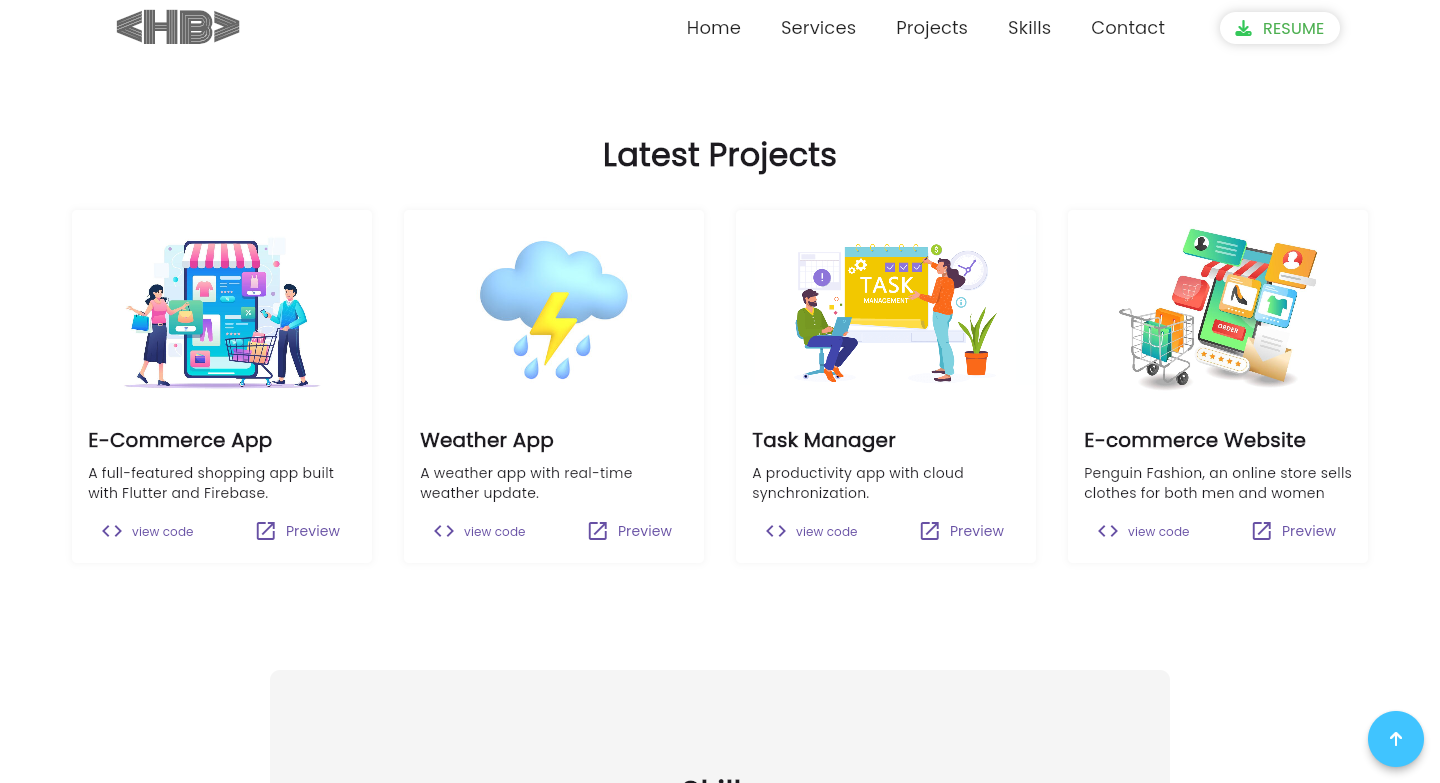 <HB>
Home Services Projects Skills Contact RESUME
Latest Projects
TASK
MANAGEMENT
ORDER
E-Commerce App
A full-featured shopping app built
with Flutter and Firebase.
view code Preview
Weather App
A weather app with real-time
weather update.
view code Preview
Task Manager
A productivity app with cloud
synchronization.
view code Preview
E-commerce Website
Penguin Fashion, an online store sells
clothes for both men and women
view code Preview